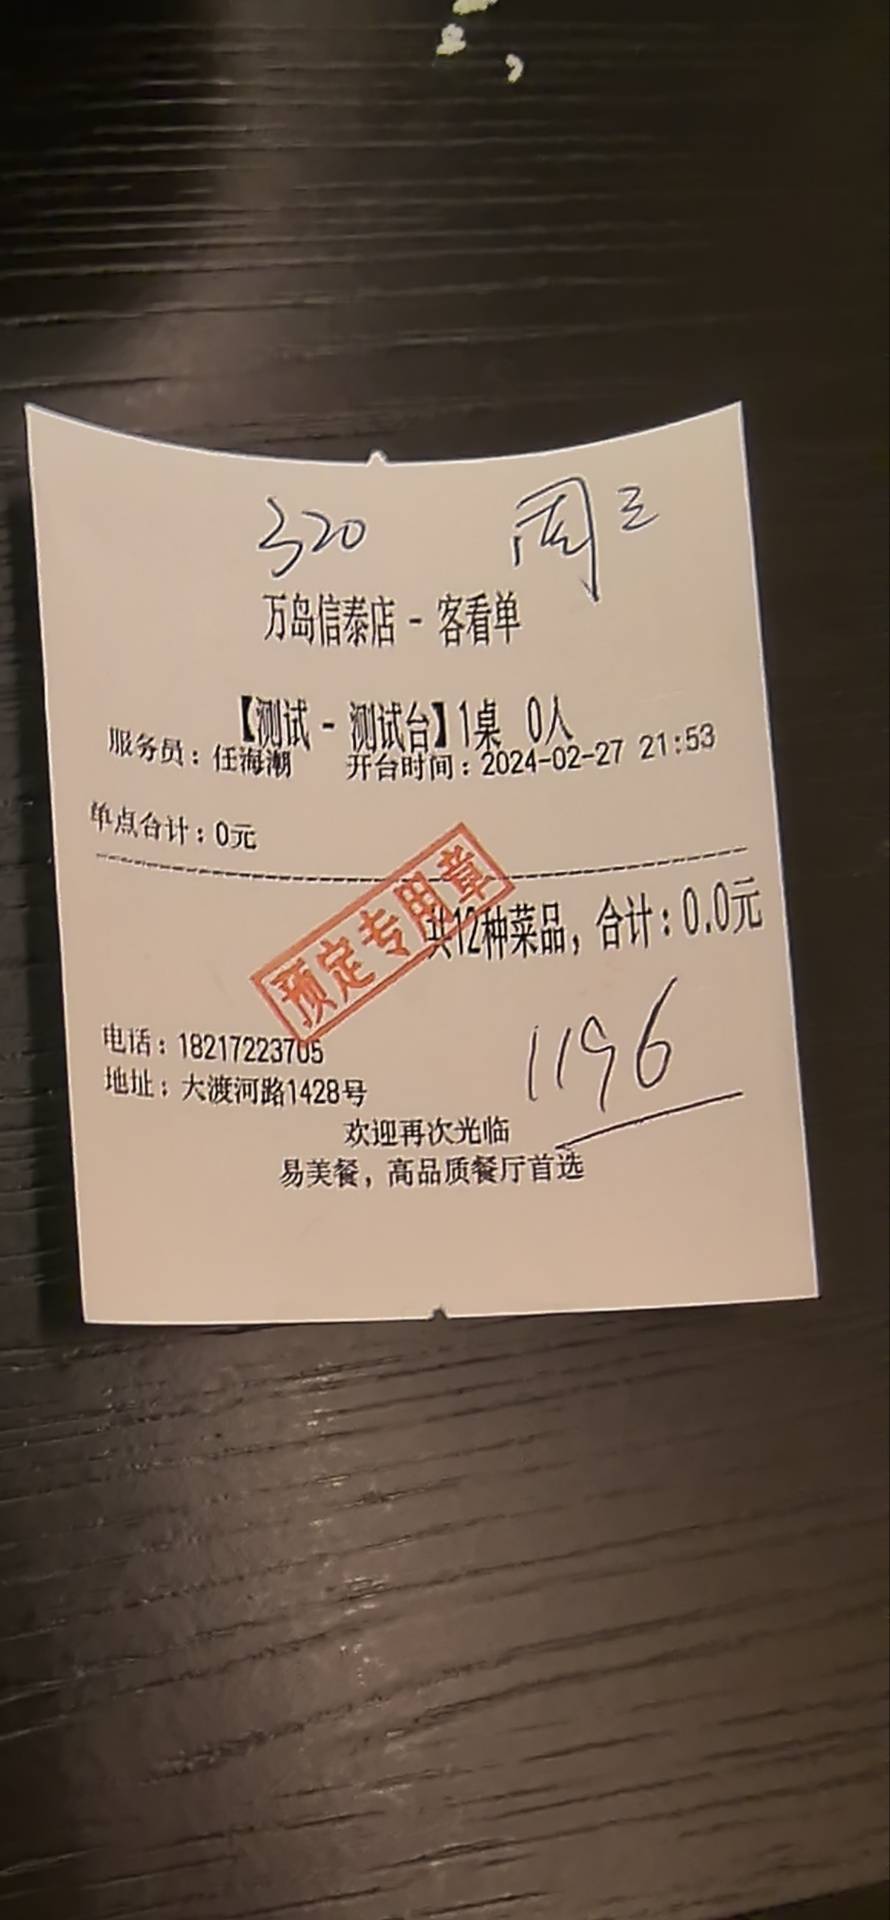 320 周三
万岛信泰店 - 客看单
【测试 - 测试台】1桌 0人
服务员：任海潮 开台时间：2024-02-27 21:53
单点合计：0元
预定专用章
共12种菜品，合计：0.0元
1196
电话：18217223705
地址：大渡河路1428号
欢迎再次光临
易美餐，高品质餐厅首选